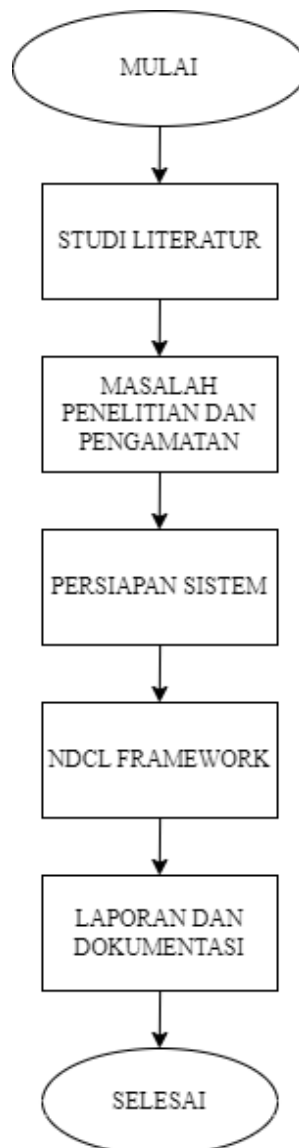 MULAI
STUDI LITERATUR
MASALAH
PENELITIAN DAN
PENGAMATAN
PERSIAPAN SISTEM
NDCL FRAMEWORK
LAPORAN DAN
DOKUMENTASI
SELESAI